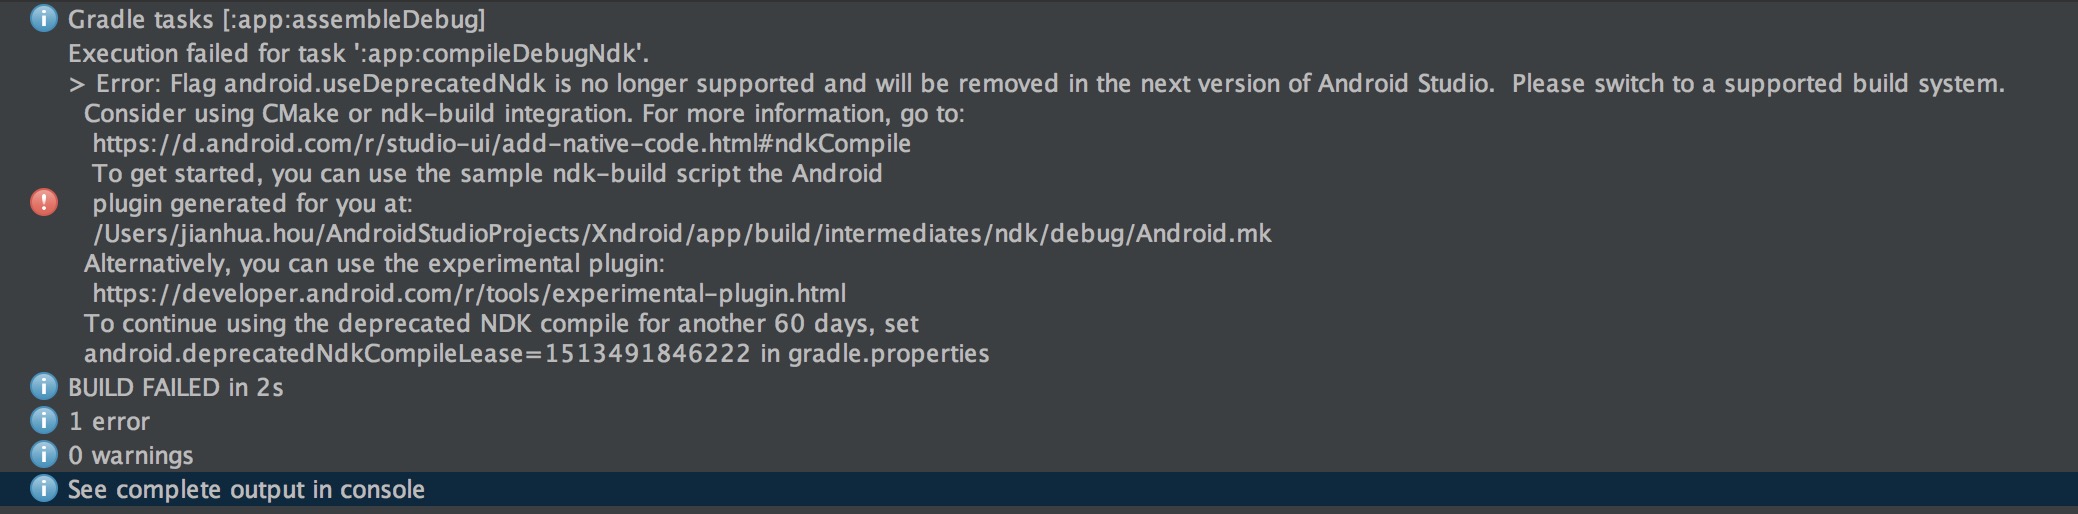 Gradle tasks [:app:assembleDebug]
Execution failed for task ':app:compileDebugNdk'.
> Error: Flag android.useDeprecatedNdk is no longer supported and will be removed in the next version of Android Studio.  Please switch to a supported build system.
Consider using CMake or ndk-build integration. For more information, go to:
https://d.android.com/r/studio-ui/add-native-code.html#ndkCompile
To get started, you can use the sample ndk-build script the Android
plugin generated for you at:
/Users/jianhua.hou/AndroidStudioProjects/Xndroid/app/build/intermediates/ndk/debug/Android.mk
Alternatively, you can use the experimental plugin:
https://developer.android.com/r/tools/experimental-plugin.html
To continue using the deprecated NDK compile for another 60 days, set
android.deprecatedNdkCompileLease=1513491846222 in gradle.properties
BUILD FAILED in 2s
1 error
0 warnings
See complete output in console